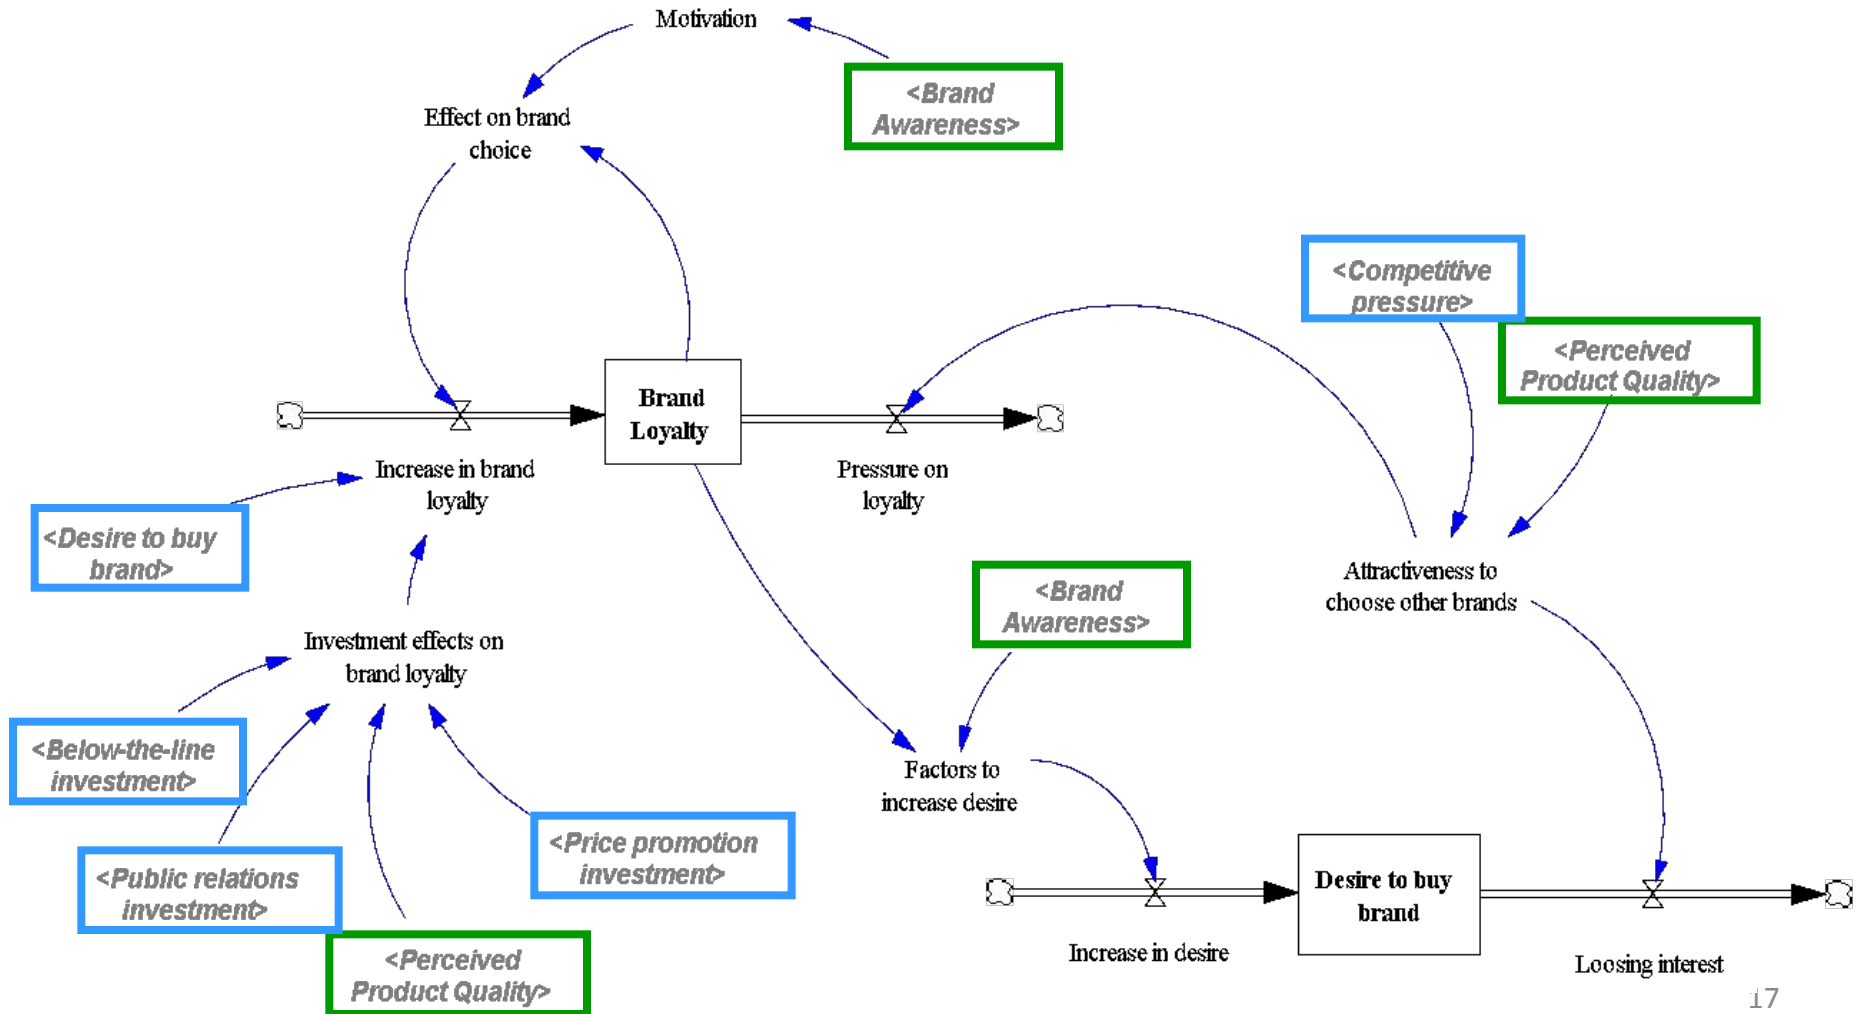 Motivation
<Brand
Awareness>
Effect on brand
choice
<Competitive
pressure>
<Perceived
Product Quality>
Brand
Loyalty
Increase in brand
loyalty
Pressure on
loyalty
<Desire to buy
brand>
Attractiveness to
choose other brands
<Brand
Awareness>
Investment effects on
brand loyalty
<Below-the-line
investment>
Factors to
increase desire
<Price promotion
investment>
<Public relations
investment>
Desire to buy
brand
<Perceived
Product Quality>
Increase in desire
Loosing interest
17